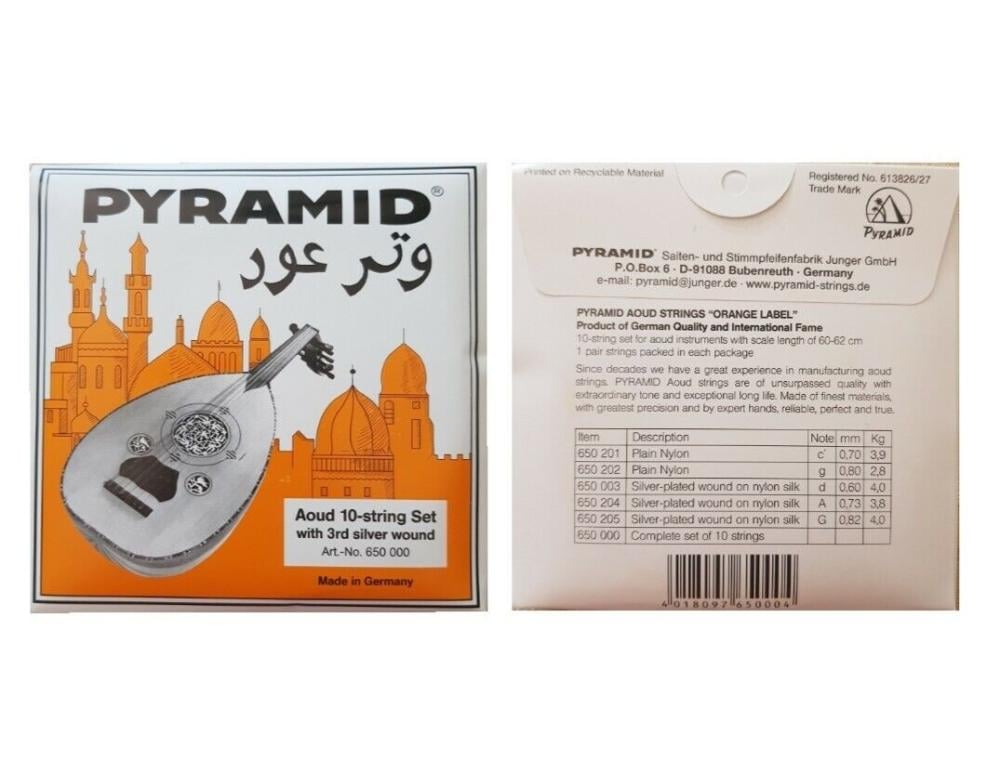 PYRAMID®
وتر عود
Aoud 10-string Set
with 3rd silver wound
Art.-No. 650 000
Made in Germany
Printed on Recyclable Material
Registered No. 613826/27
Trade Mark
PYRAMID
PYRAMID® Saiten- und Stimmpfeifenfabrik Junger GmbH
P.O.Box 6 · D-91088 Bubenreuth · Germany
e-mail: pyramid@junger.de · www.pyramid-strings.de
PYRAMID AOUD STRINGS "ORANGE LABEL"
Product of German Quality and International Fame
10-string set for aoud instruments with scale length of 60-62 cm
1 pair strings packed in each package
Since decades we have a great experience in manufacturing aoud
strings. PYRAMID Aoud strings are of unsurpassed quality with
extraordinary tone and exceptional long life. Made of finest materials,
with greatest precision and by expert hands, reliable, perfect and true.
Item Description Note mm Kg
650 201 Plain Nylon c' 0,70 3,9
650 202 Plain Nylon g 0,80 2,8
650 003 Silver-plated wound on nylon silk d 0,60 4,0
650 204 Silver-plated wound on nylon silk A 0,73 3,8
650 205 Silver-plated wound on nylon silk G 0,82 4,0
650 000 Complete set of 10 strings
4 018097 650004